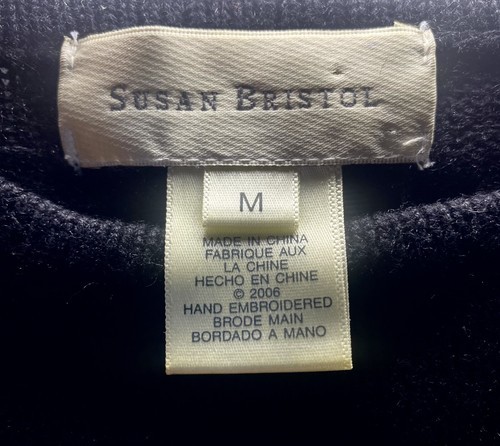 SUSAN BRISTOL
M
MADE IN CHINA
FABRIQUE AUX
LA CHINE
HECHO EN CHINE
© 2006
HAND EMBROIDERED
BRODE MAIN
BORDADO A MANO